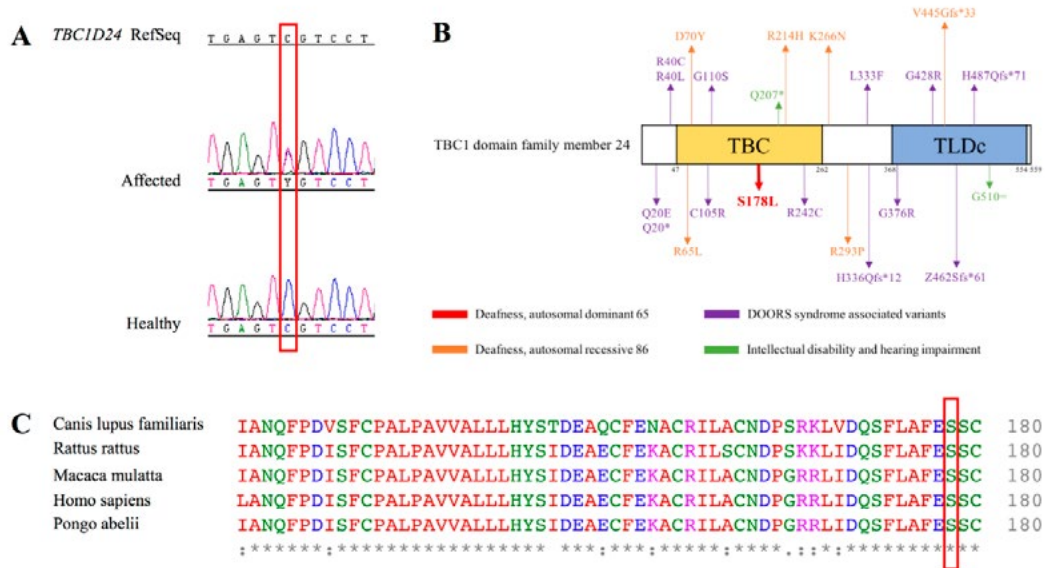 A
TBC1D24 RefSeq
T G A G T C G T C C T
Affected
T G A G T Y G T C C T
Healthy
T G A G T C G T C C T
B
V445Gfs*33
D70Y
R214H
K266N
R40C
R40L
G110S
Q207*
L333F
G428R
H487Qfs*71
TBC1 domain family member 24
TBC
TLDc
47
262
368
554 559
S178L
Q20E
Q20*
C105R
R242C
G376R
G510=
R65L
R293P
H336Qfs*12
Z462Sfs*61
Deafness, autosomal dominant 65
DOORS syndrome associated variants
Deafness, autosomal recessive 86
Intellectual disability and hearing impairment
C
Canis lupus familiaris IANQFPDVSFCPALPAVVALLLHYSTDEAQCFENACRILACNDPSRKLVDQSFLAFESSC 180
Rattus rattus IANQFPDISFCPALPAVVALLLHYSIDEAECFEKACRILSCNDPSKKLIDQSFLAFESSC 180
Macaca mulatta IANQFPDISFCPALPAVVALLLHYSIDEAECFEKACRILACNDPGRRLIDQSFLAFESSC 180
Homo sapiens LANQFPDISFCPALPAVVALLLHYSIDEAECFEKACRILACNDPGRRLIDQSFLAFESSC 180
Pongo abelii IANQFPDISFCPALPAVVALLLHYSIDEAECFEKACRILACNDPGRRLIDQSFLAFESSC 180
:******:***************** ***:***:*****:****.::*:***********